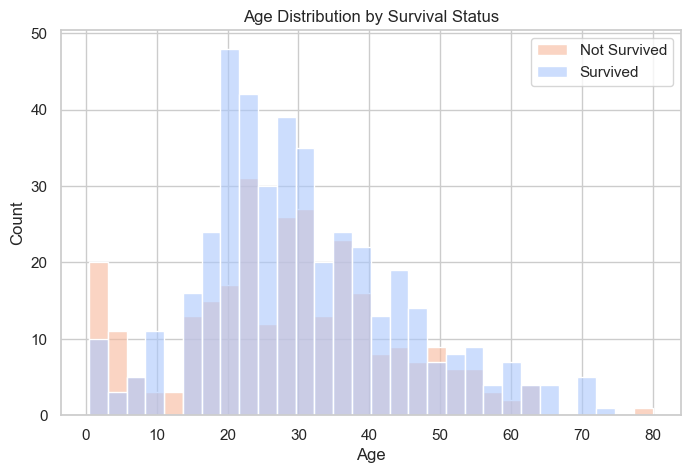 Age Distribution by Survival Status
Not Survived
Survived
Count
50
40
30
20
10
0
0 10 20 30 40 50 60 70 80
Age